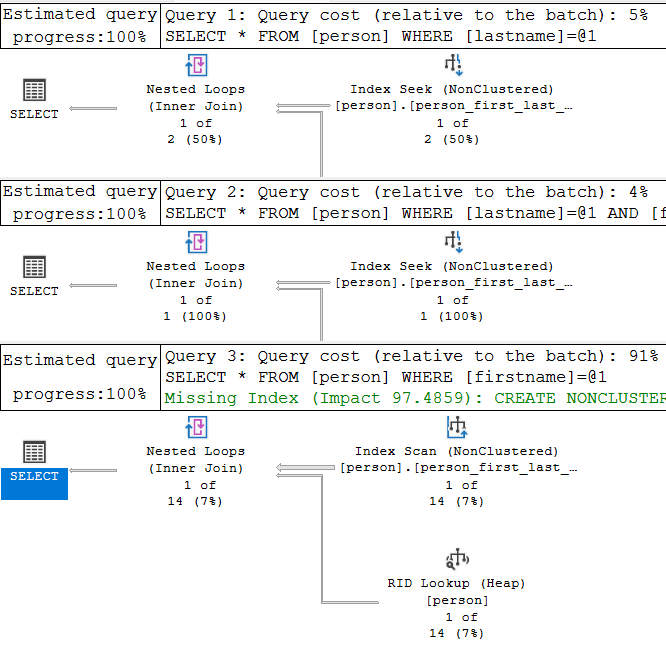 Estimated query progress:100%
Query 1: Query cost (relative to the batch): 5%
SELECT * FROM [person] WHERE [lastname]=@1
SELECT
Nested Loops
(Inner Join)
1 of
2 (50%)
Index Seek (NonClustered)
[person].[person_first_last_…
1 of
2 (50%)
Estimated query progress:100%
Query 2: Query cost (relative to the batch): 4%
SELECT * FROM [person] WHERE [lastname]=@1 AND [f
SELECT
Nested Loops
(Inner Join)
1 of
1 (100%)
Index Seek (NonClustered)
[person].[person_first_last_…
1 of
1 (100%)
Estimated query
progress:100%
Query 3: Query cost (relative to the batch): 91%
SELECT * FROM [person] WHERE [firstname]=@1
Missing Index (Impact 97.4859): CREATE NONCLUSTER
SELECT
Nested Loops
(Inner Join)
1 of
14 (7%)
Index Scan (NonClustered)
[person].[person_first_last_…
1 of
14 (7%)
RID Lookup (Heap)
[person]
1 of
14 (7%)